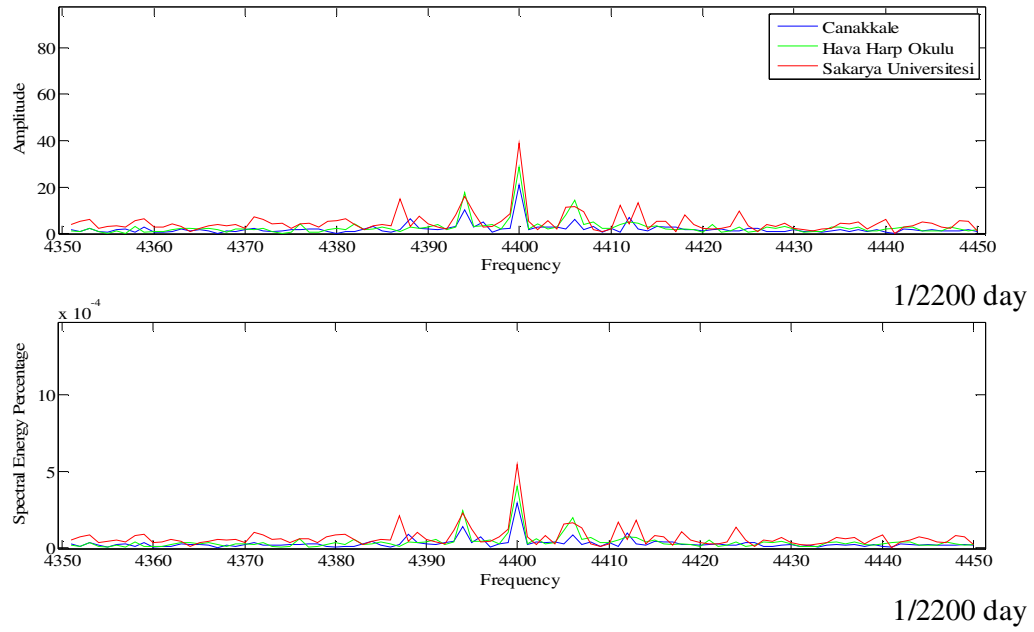 80
60
40
20
0
Amplitude
Canakkale
Hava Harp Okulu
Sakarya Universitesi
4350 4360 4370 4380 4390 4400 4410 4420 4430 4440 4450
Frequency
1/2200 day
x 10^-4
10
5
0
Spectral Energy Percentage
4350 4360 4370 4380 4390 4400 4410 4420 4430 4440 4450
Frequency
1/2200 day